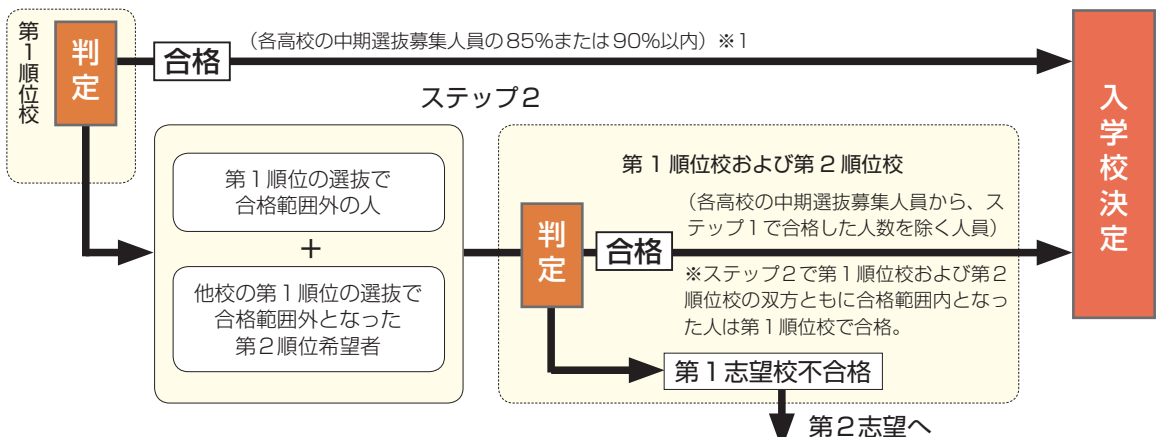 第1順位校
判定
合格
（各高校の中期選抜募集人員の85%または90%以内）※1
ステップ2
第1順位の選抜で
合格範囲外の人
＋
他校の第1順位の選抜で
合格範囲外となった
第2順位希望者
第1順位校および第2順位校
判定
合格
（各高校の中期選抜募集人員から、ス
テップ1で合格した人数を除く人員）
※ステップ2で第1順位校および第2
順位校の双方ともに合格範囲内となっ
た人は第1順位校で合格。
第1志望校不合格
第2志望へ
入学校決定